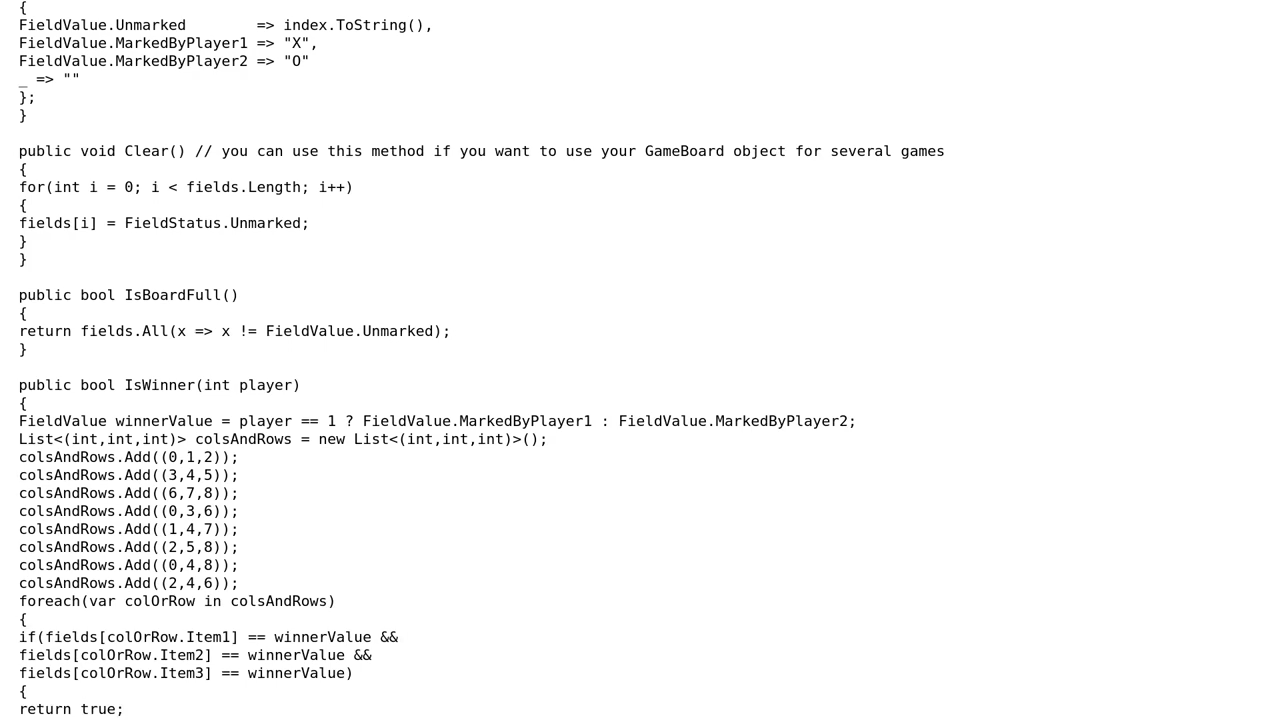 {
FieldValue.Unmarked        => index.ToString(),
FieldValue.MarkedByPlayer1 => "X",
FieldValue.MarkedByPlayer2 => "O"
_ => ""
};
}

public void Clear() // you can use this method if you want to use your GameBoard object for several games
{
for(int i = 0; i < fields.Length; i++)
{
fields[i] = FieldStatus.Unmarked;
}
}

public bool IsBoardFull()
{
return fields.All(x => x != FieldValue.Unmarked);
}

public bool IsWinner(int player)
{
FieldValue winnerValue = player == 1 ? FieldValue.MarkedByPlayer1 : FieldValue.MarkedByPlayer2;
List<(int,int,int)> colsAndRows = new List<(int,int,int)>();
colsAndRows.Add((0,1,2));
colsAndRows.Add((3,4,5));
colsAndRows.Add((6,7,8));
colsAndRows.Add((0,3,6));
colsAndRows.Add((1,4,7));
colsAndRows.Add((2,5,8));
colsAndRows.Add((0,4,8));
colsAndRows.Add((2,4,6));
foreach(var colOrRow in colsAndRows)
{
if(fields[colOrRow.Item1] == winnerValue &&
fields[colOrRow.Item2] == winnerValue &&
fields[colOrRow.Item3] == winnerValue)
{
return true;